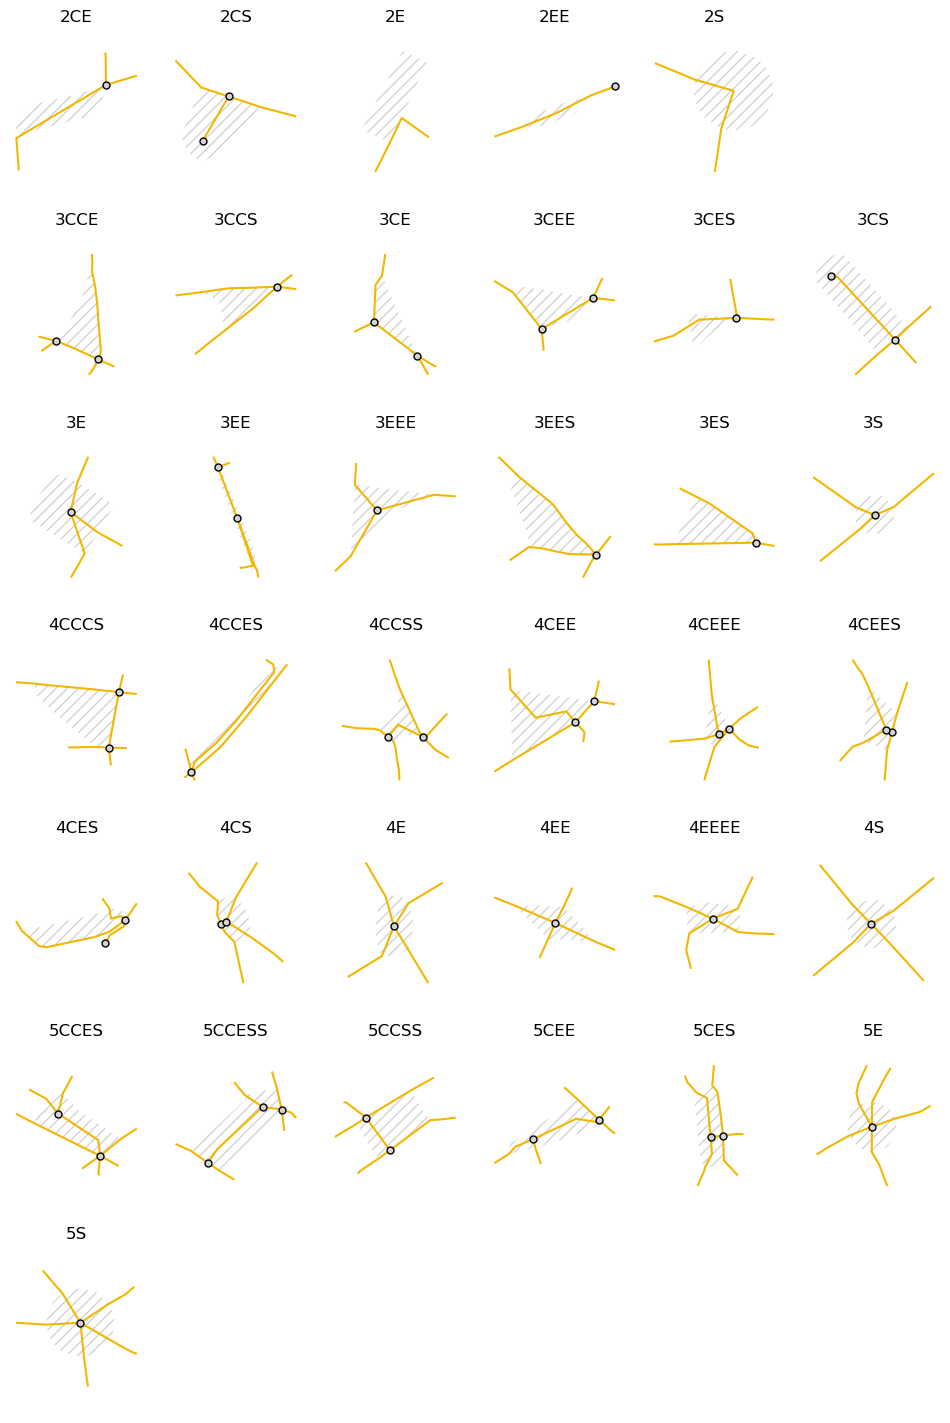 2CE 2CS 2E 2EE 2S
3CCE 3CCS 3CE 3CEE 3CES 3CS
3E 3EE 3EEE 3EES 3ES 3S
4CCCS 4CCES 4CCSS 4CEE 4CEEE 4CEES
4CES 4CS 4E 4EE 4EEEE 4S
5CCES 5CCESS 5CCSS 5CEE 5CES 5E
5S